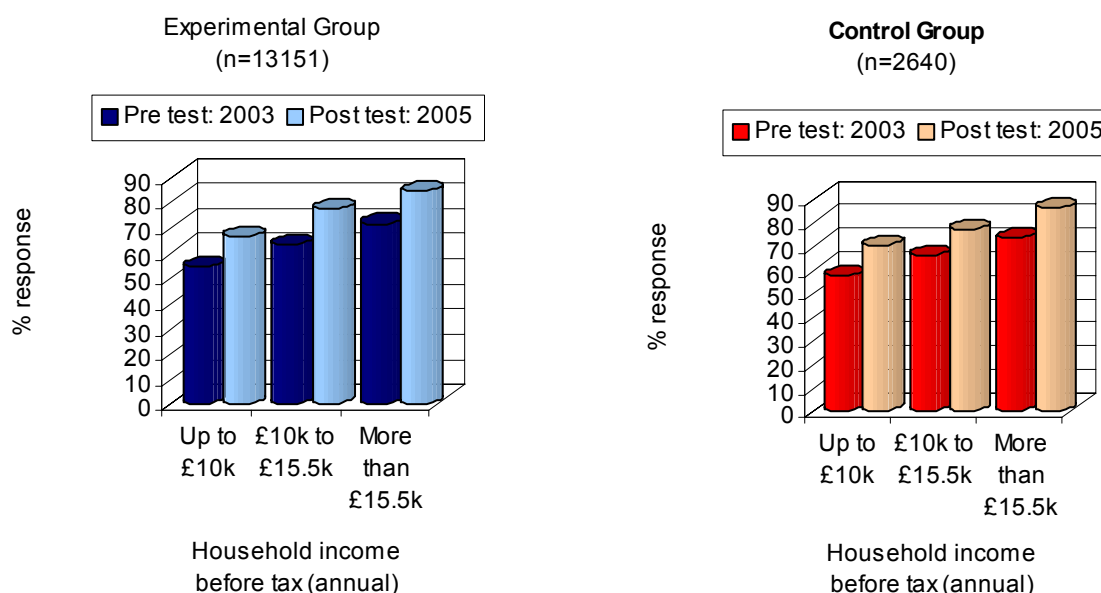 Experimental Group
(n=13151)
Pre test: 2003 Post test: 2005
% response
90
80
70
60
50
40
30
20
10
0
Up to £10k to More
£10k £15.5k than
£15.5k
Household income
before tax (annual)
Control Group
(n=2640)
Pre test: 2003 Post test: 2005
% response
90
80
70
60
50
40
30
20
10
0
Up to £10k to More
£10k £15.5k than
£15.5k
Household income
before tax (annual)